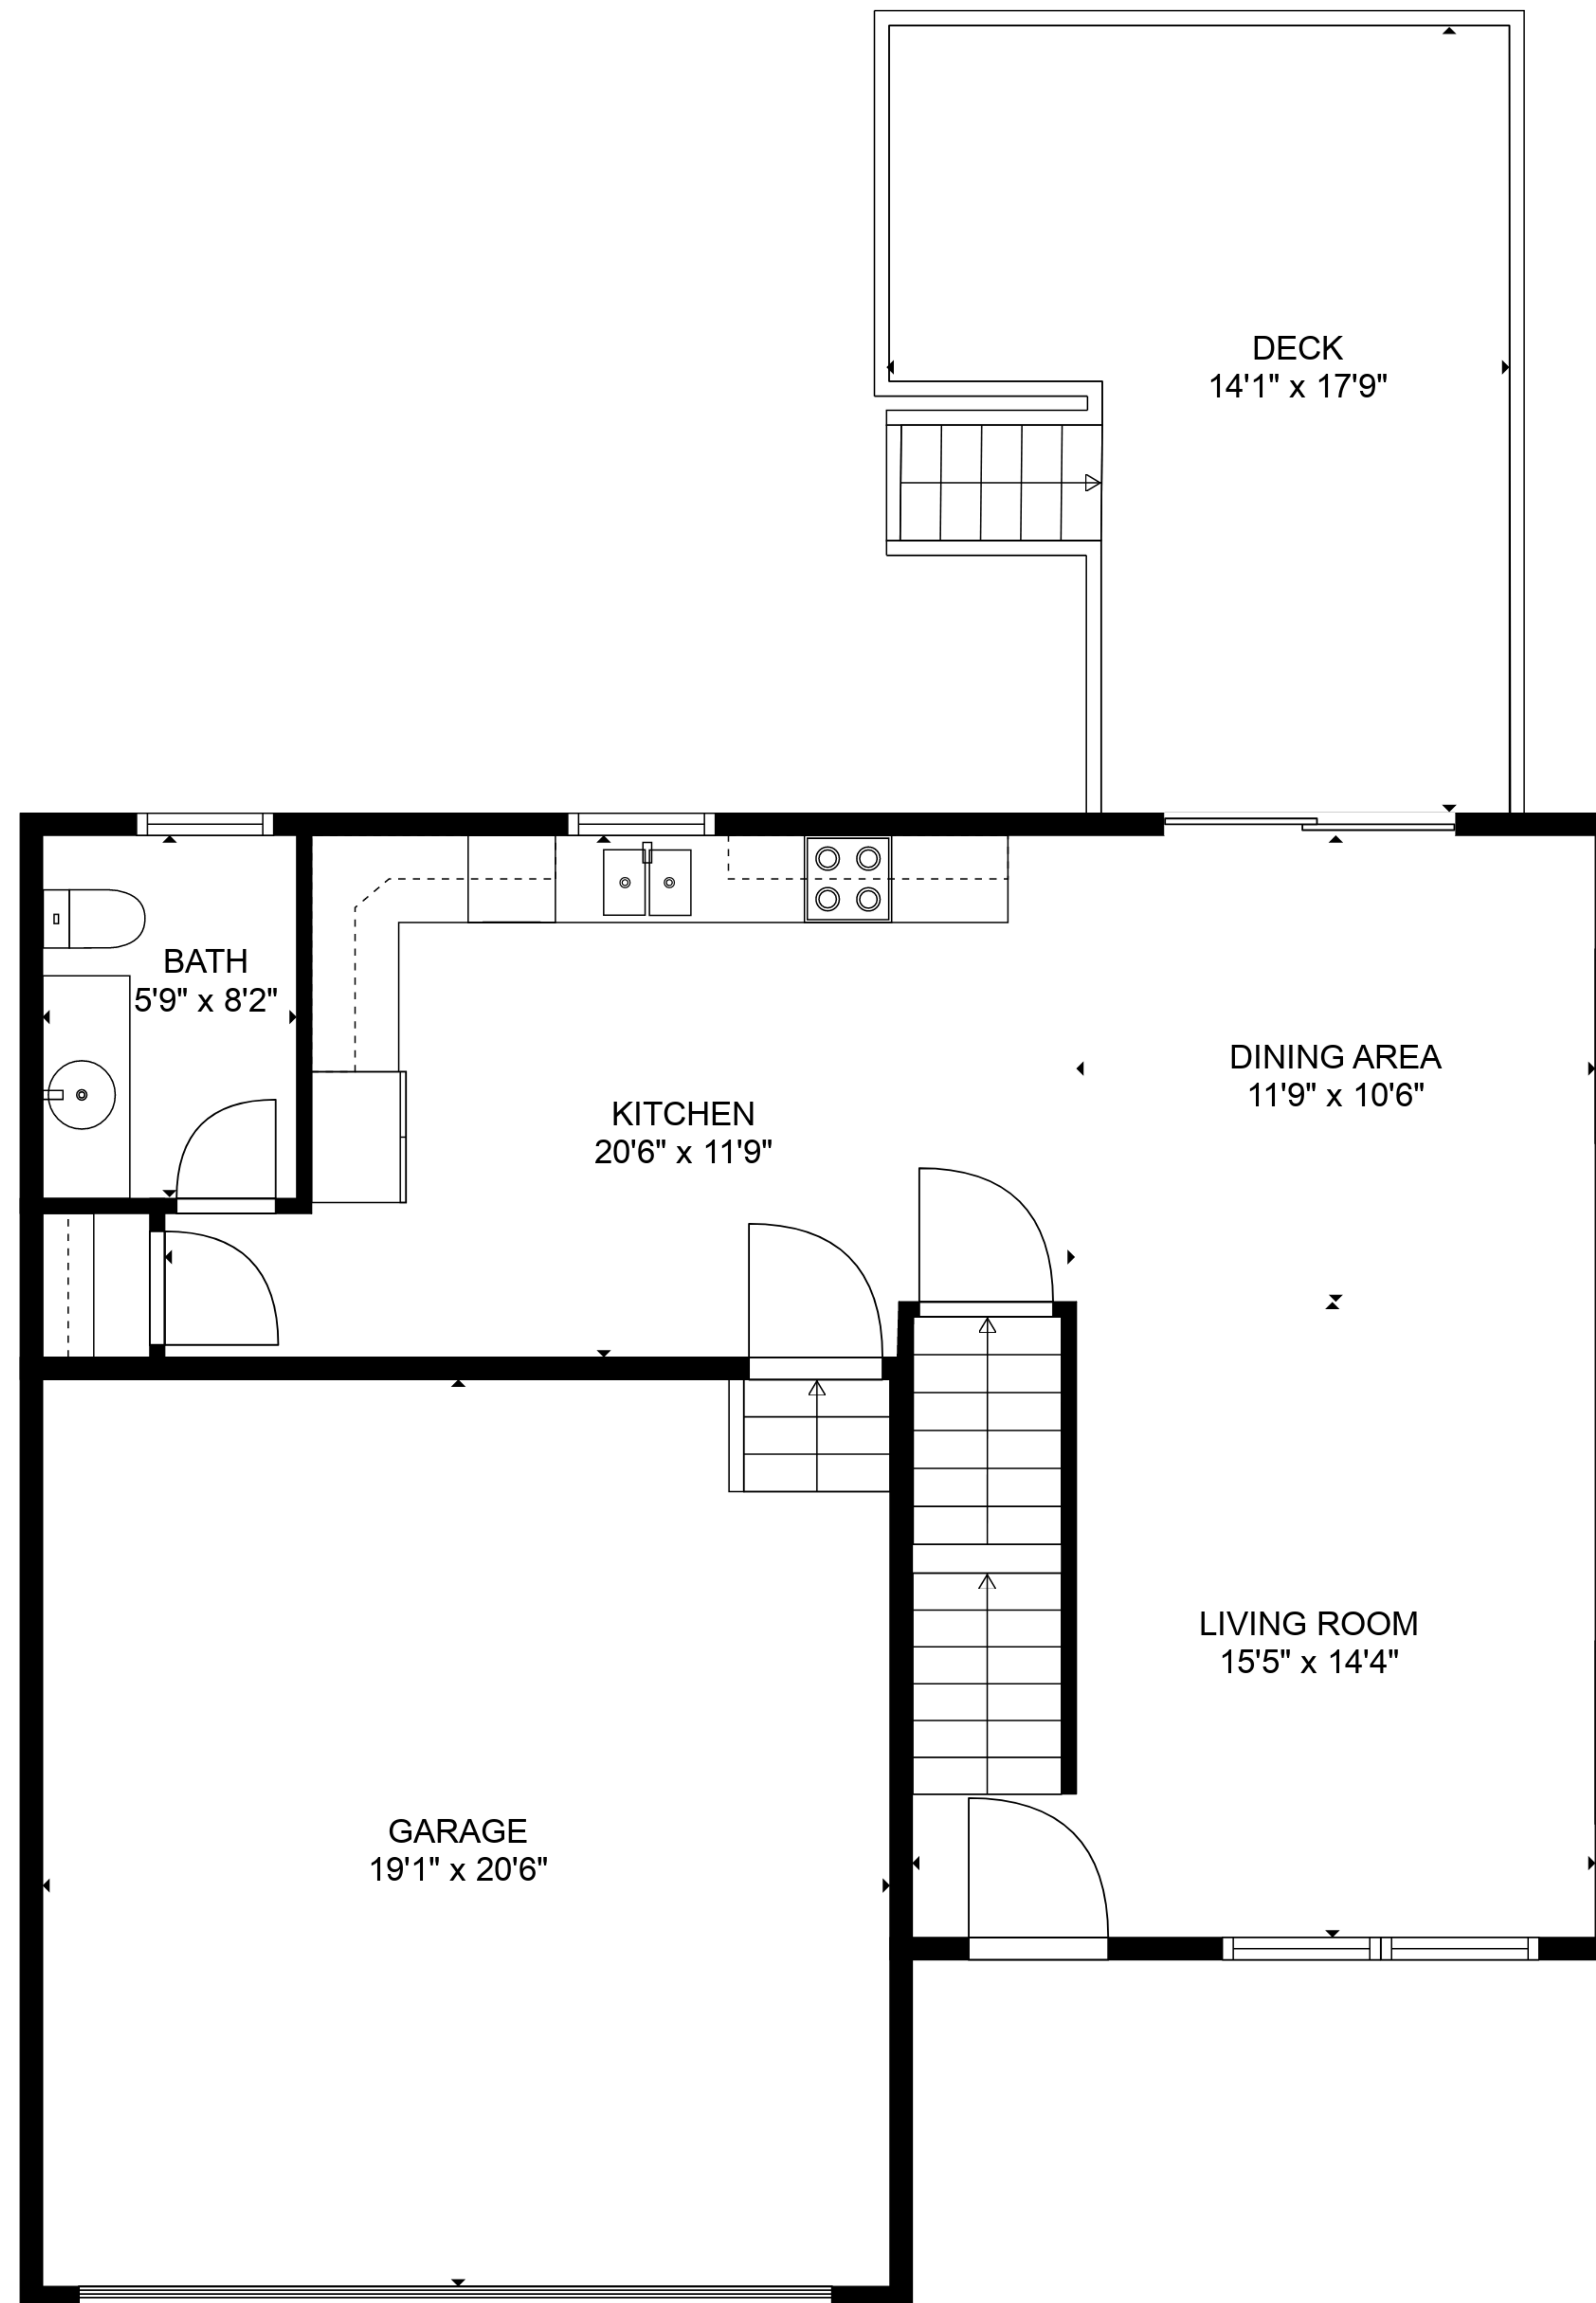 DECK
14'1" x 17'9"
BATH
5'9" x 8'2"
DINING AREA
11'9" x 10'6"
KITCHEN
20'6" x 11'9"
LIVING ROOM
15'5" x 14'4"
GARAGE
19'1" x 20'6"